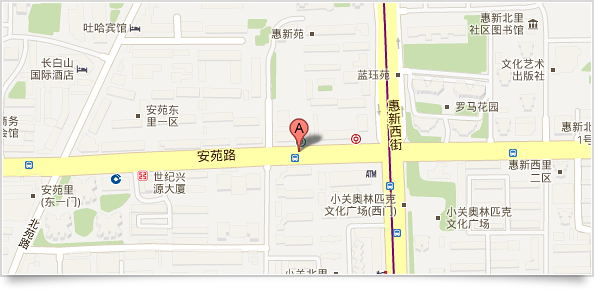 吐哈宾馆
惠新苑
惠新北里
社区图书馆
长白山
国际酒店
蓝珏苑
文化艺术
出版社
安苑东
里一区
惠新西街
罗马花园
商务
会馆
惠新北
1号
A
安苑路
世纪兴
源大厦
ATM
惠新西里
二区
安苑里
(东一门)
小关奥林匹克
文化广场(西门)
小关奥林匹克
文化广场
北苑路
小关北里